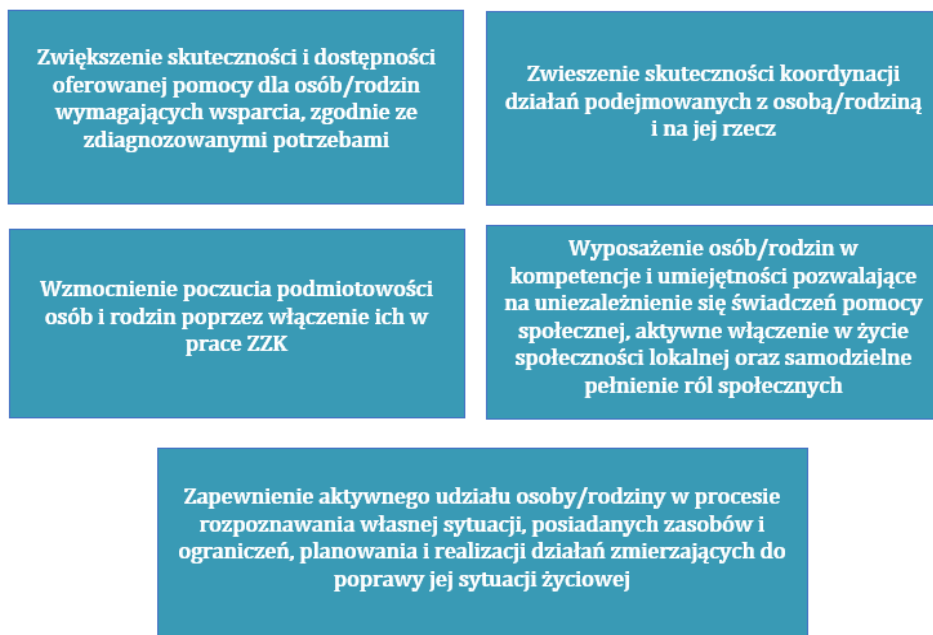 Zwiększenie skuteczności i dostępności
oferowanej pomocy dla osób/rodzin
wymagających wsparcia, zgodnie ze
zdiagnozowanymi potrzebami
Zwieszenie skuteczności koordynacji
działań podejmowanych z osobą/rodziną
i na jej rzecz
Wzmocnienie poczucia podmiotowości
osób i rodzin poprzez włączenie ich w
prace ZZK
Wyposażenie osób/rodzin w
kompetencje i umiejętności pozwalające
na uniezależnienie się świadczeń pomocy
społecznej, aktywne włączenie w życie
społeczności lokalnej oraz samodzielne
pełnienie ról społecznych
Zapewnienie aktywnego udziału osoby/rodziny w procesie
rozpoznawania własnej sytuacji, posiadanych zasobów i
ograniczeń, planowania i realizacji działań zmierzających do
poprawy jej sytuacji życiowej